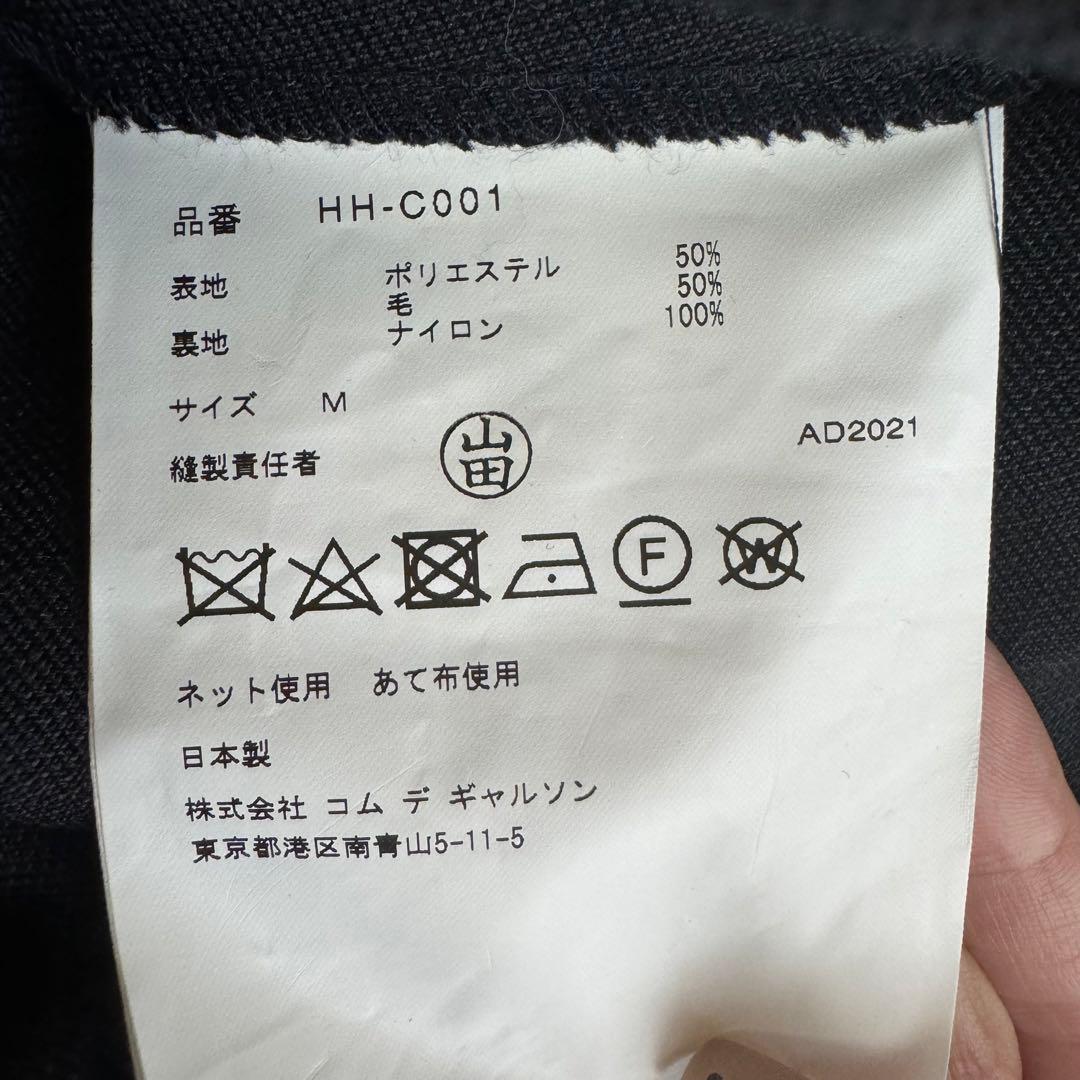 品番 HH-C001
表地 ポリエステル 50%
毛 50%
裏地 ナイロン 100%
サイズ M
縫製責任者 山田 AD2021
F W
ネット使用 あて布使用
日本製
株式会社 コム デ ギャルソン
東京都港区南青山5-11-5